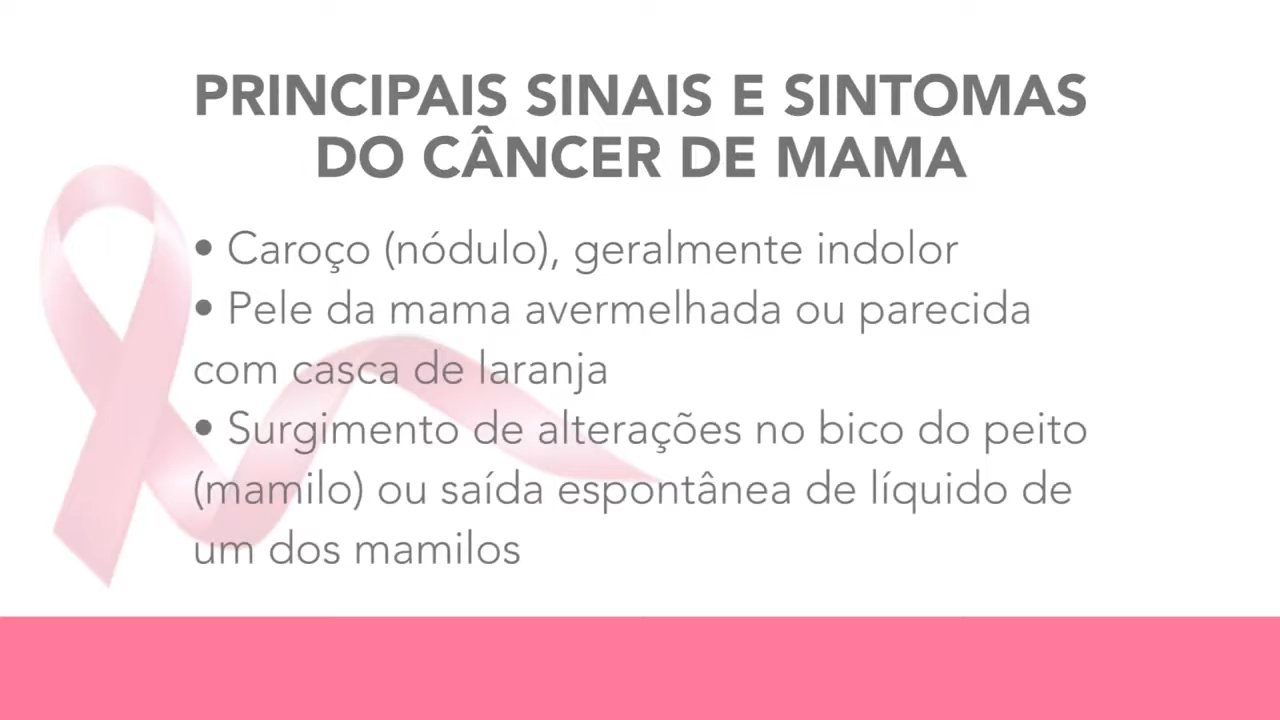 PRINCIPAIS SINAIS E SINTOMAS
DO CÂNCER DE MAMA
• Caroço (nódulo), geralmente indolor
• Pele da mama avermelhada ou parecida
com casca de laranja
• Surgimento de alterações no bico do peito
(mamilo) ou saída espontânea de líquido de
um dos mamilos